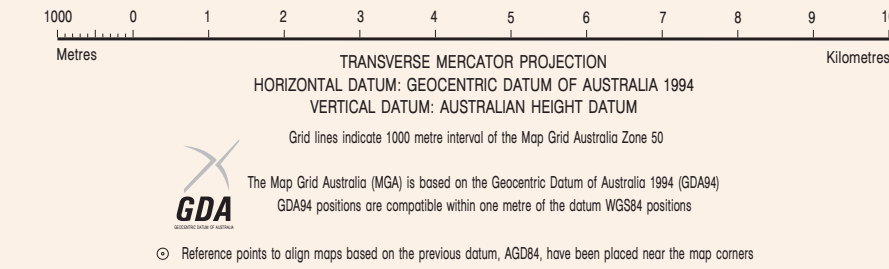 1000 0 1 2 3 4 5 6 7 8 9
Metres Kilometres
TRANSVERSE MERCATOR PROJECTION
HORIZONTAL DATUM: GEOCENTRIC DATUM OF AUSTRALIA 1994
VERTICAL DATUM: AUSTRALIAN HEIGHT DATUM
Grid lines indicate 1000 metre interval of the Map Grid Australia Zone 50
The Map Grid Australia (MGA) is based on the Geocentric Datum of Australia 1994 (GDA94)
GDA94 positions are compatible within one metre of the datum WGS84 positions
GDA
GEOCENTRIC DATUM OF AUSTRALIA
Reference points to align maps based on the previous datum, AGD84, have been placed near the map corners